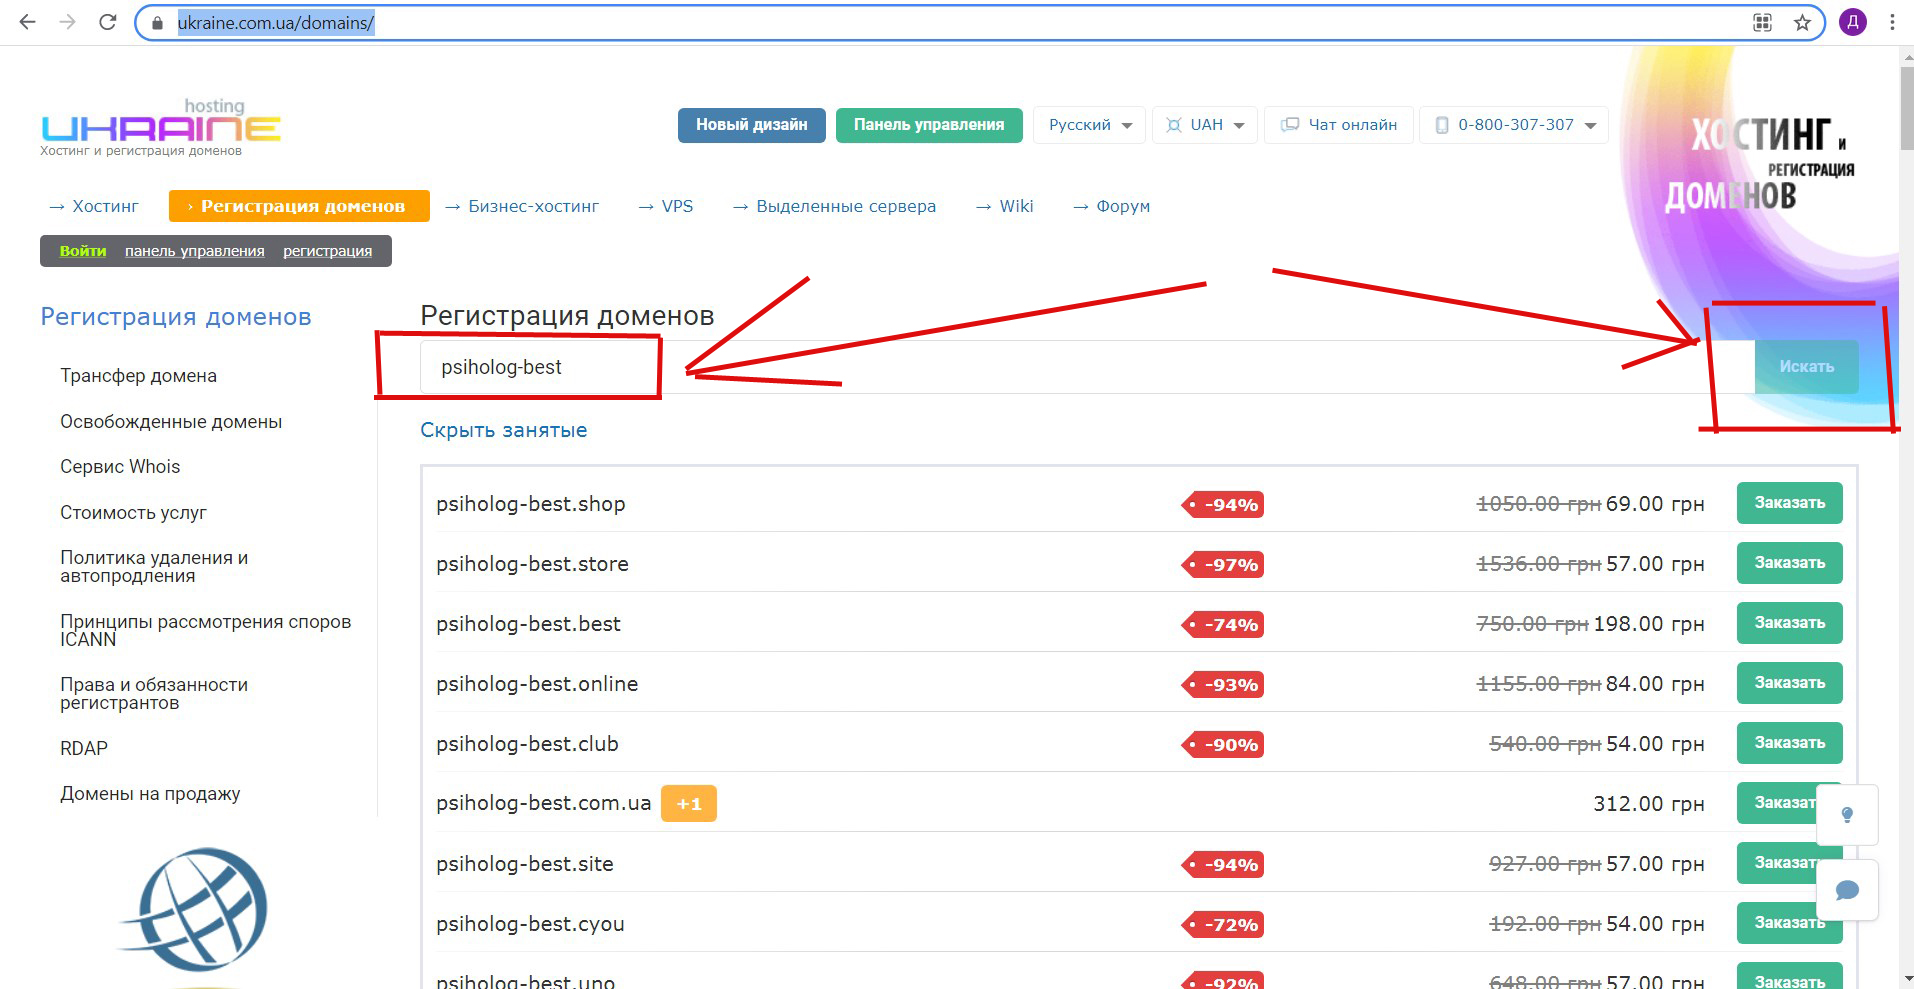 ukraine.com.ua/domains/
Д
hosting
UKRAINE
Хостинг и регистрация доменов
Новый дизайн
Панель управления
Русский
UAH
Чат онлайн
0-800-307-307
ХОСТИНГ и
РЕГИСТРАЦИЯ
ДОМЕНОВ
→ Хостинг
› Регистрация доменов
→ Бизнес-хостинг
→ VPS
→ Выделенные сервера
→ Wiki
→ Форум
Войти панель управления регистрация
Регистрация доменов
Трансфер домена
Освобожденные домены
Сервис Whois
Стоимость услуг
Политика удаления и
автопродления
Принципы рассмотрения споров
ICANN
Права и обязанности
регистрантов
RDAP
Домены на продажу
Регистрация доменов
psiholog-best
Искать
Скрыть занятые
psiholog-best.shop -94% 1050.00 грн 69.00 грн Заказать
psiholog-best.store -97% 1536.00 грн 57.00 грн Заказать
psiholog-best.best -74% 750.00 грн 198.00 грн Заказать
psiholog-best.online -93% 1155.00 грн 84.00 грн Заказать
psiholog-best.club -90% 540.00 грн 54.00 грн Заказать
psiholog-best.com.ua +1 312.00 грн Заказат
psiholog-best.site -94% 927.00 грн 57.00 грн Заказат
psiholog-best.cyou -72% 192.00 грн 54.00 грн Заказать
psiholog-best.uno -92% 648.00 грн 57.00 грн Заказать